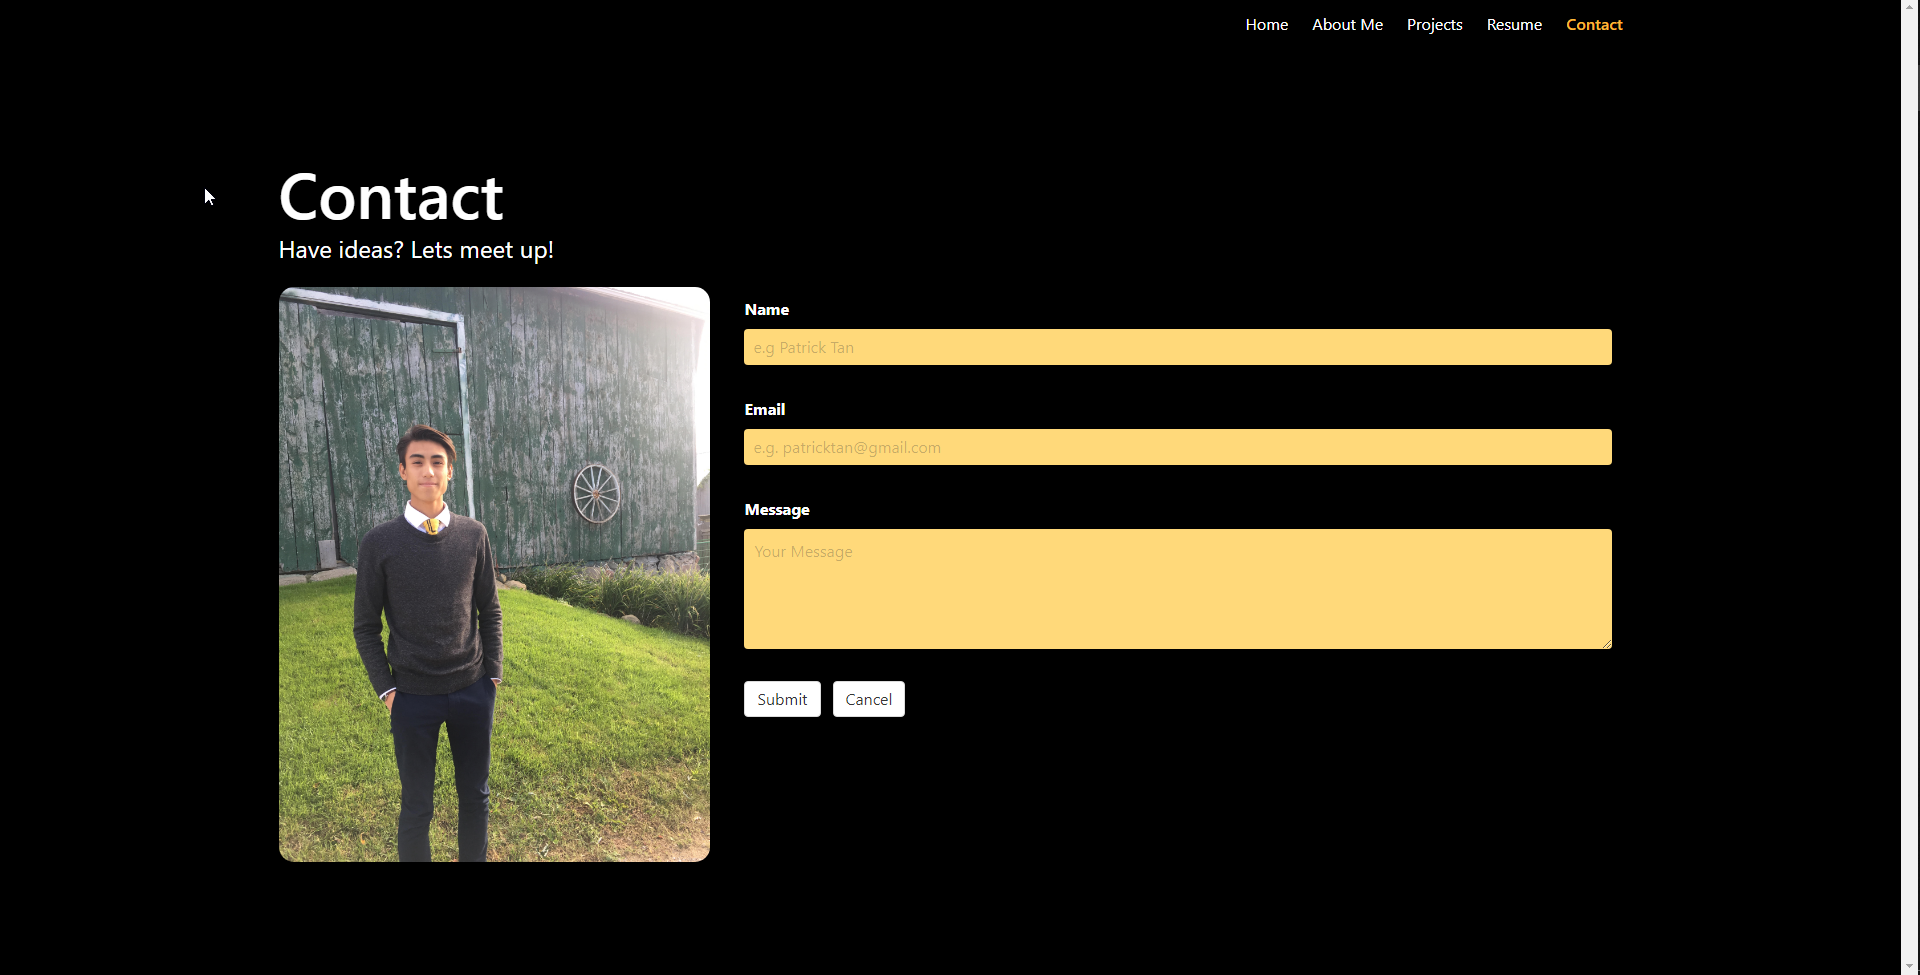 Home About Me Projects Resume Contact
Contact
Have ideas? Lets meet up!
Name
e.g Patrick Tan
Email
e.g. patricktan@gmail.com
Message
Your Message
Submit Cancel